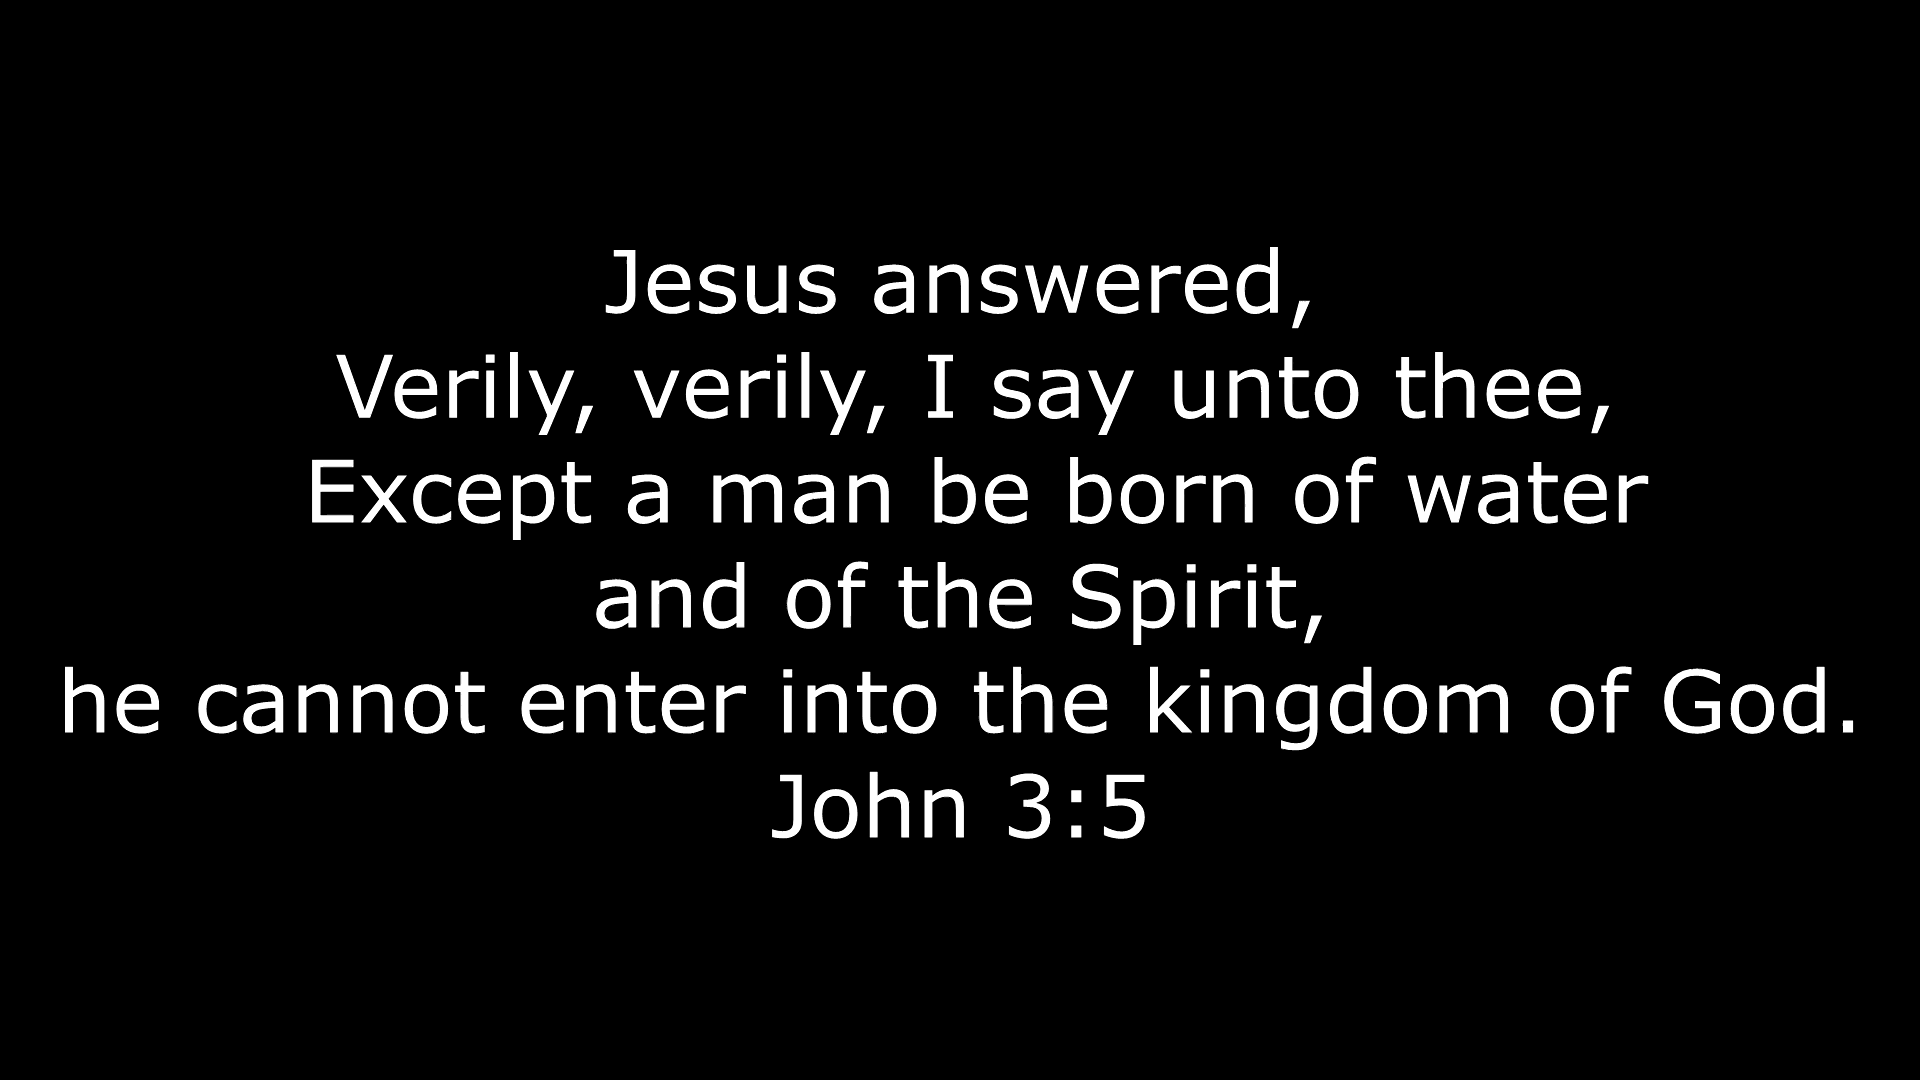 Jesus answered,
Verily, verily, I say unto thee,
Except a man be born of water
and of the Spirit,
he cannot enter into the kingdom of God.
John 3:5